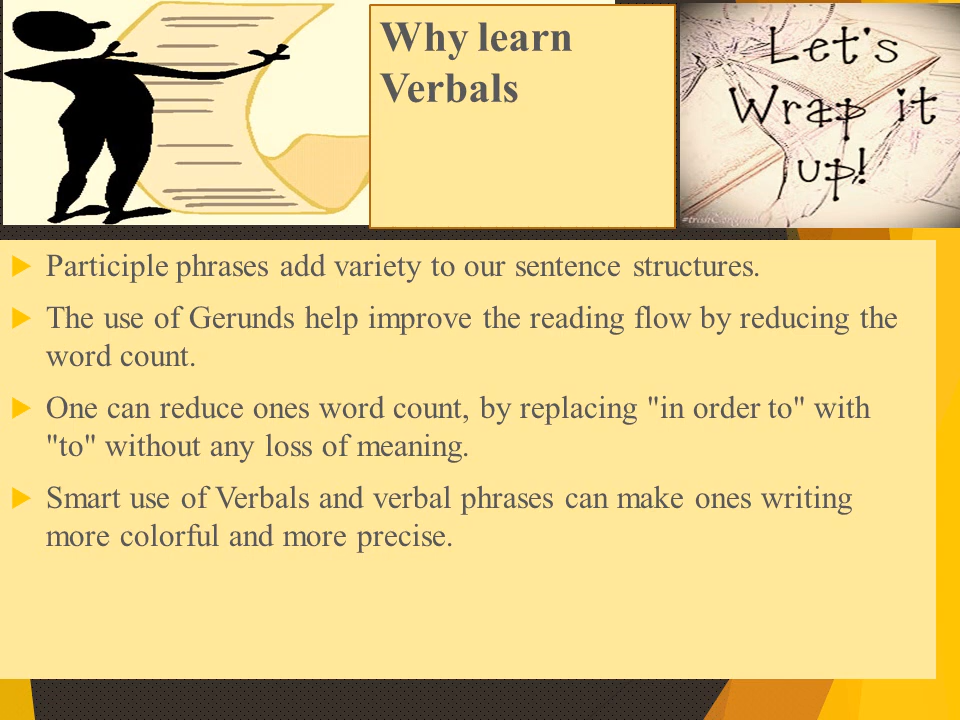 Why learn
Verbals
Let's
Wrap it
up!
Participle phrases add variety to our sentence structures.
The use of Gerunds help improve the reading flow by reducing the
word count.
One can reduce ones word count, by replacing "in order to" with
"to" without any loss of meaning.
Smart use of Verbals and verbal phrases can make ones writing
more colorful and more precise.